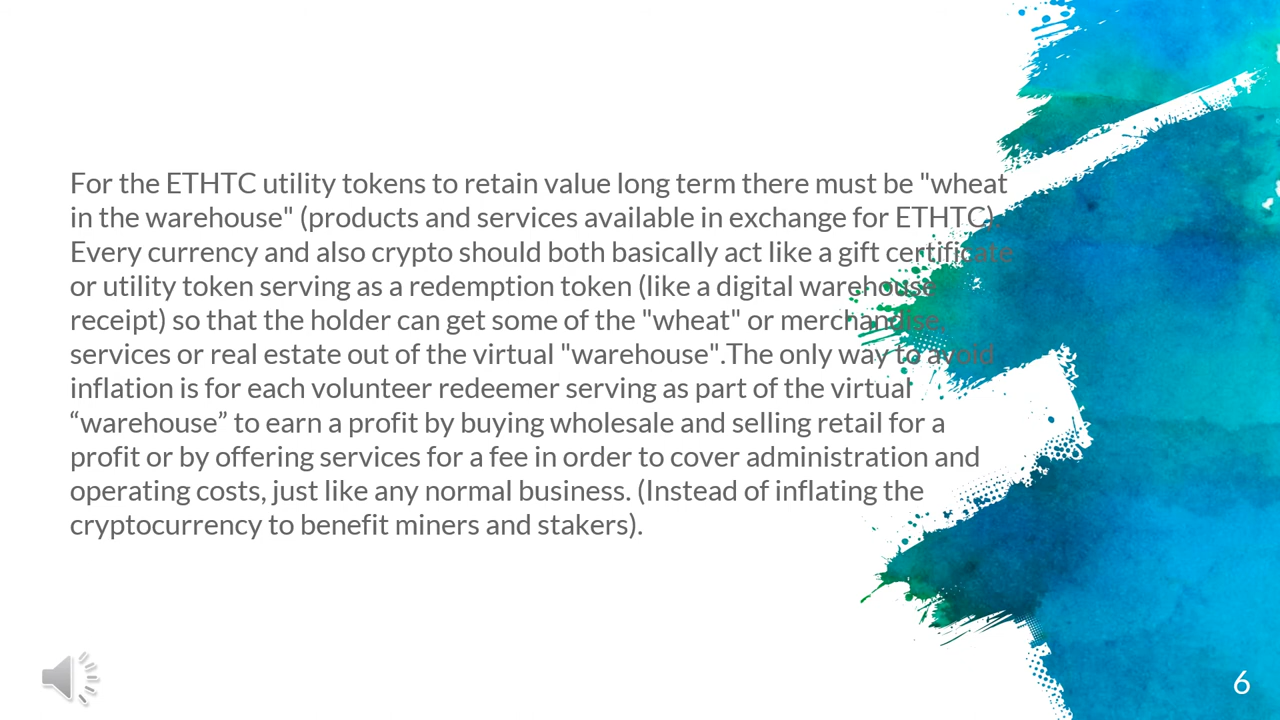 For the ETHTC utility tokens to retain value long term there must be "wheat
in the warehouse" (products and services available in exchange for ETHTC).
Every currency and also crypto should both basically act like a gift certificate
or utility token serving as a redemption token (like a digital warehouse
receipt) so that the holder can get some of the "wheat" or merchandise,
services or real estate out of the virtual "warehouse".The only way to avoid
inflation is for each volunteer redeemer serving as part of the virtual
“warehouse” to earn a profit by buying wholesale and selling retail for a
profit or by offering services for a fee in order to cover administration and
operating costs, just like any normal business. (Instead of inflating the
cryptocurrency to benefit miners and stakers).
6